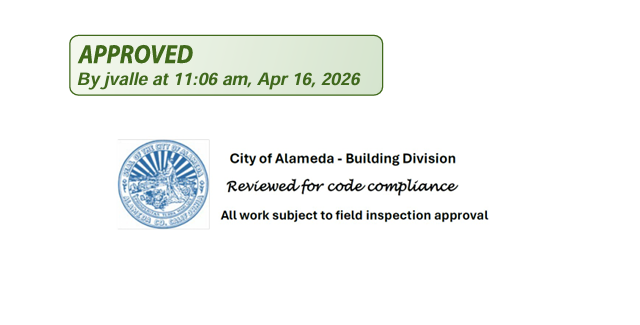 APPROVED
By jvalle at 11:06 am, Apr 16, 2026
City of Alameda - Building Division
Reviewed for code compliance
All work subject to field inspection approval